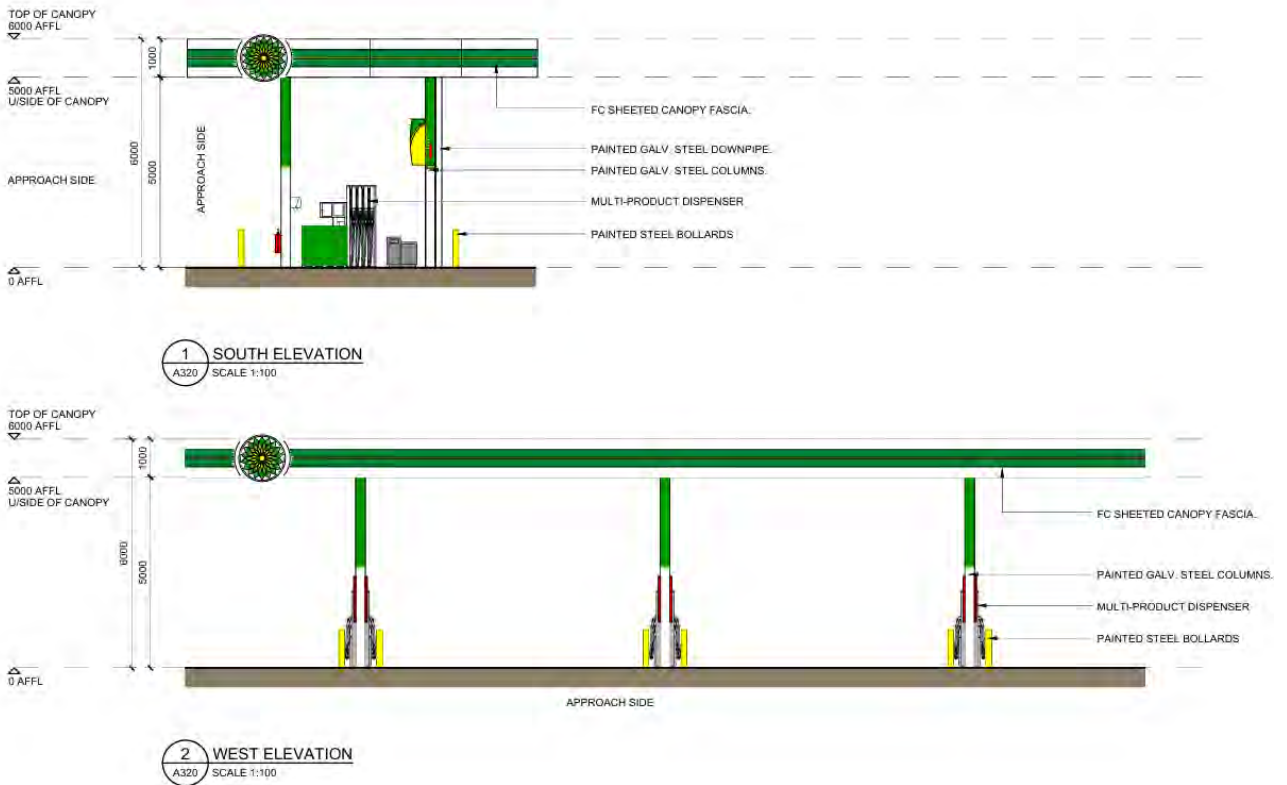 TOP OF CANOPY
6000 AFFL
1000
5000 AFFL
U/SIDE OF CANOPY
FC SHEETED CANOPY FASCIA.
APPROACH SIDE
6000
5000
PAINTED GALV. STEEL DOWNPIPE.
PAINTED GALV. STEEL COLUMNS.
APPROACH SIDE
MULTI-PRODUCT DISPENSER
PAINTED STEEL BOLLARDS
0 AFFL
1 SOUTH ELEVATION
A320 SCALE 1:100
TOP OF CANOPY
6000 AFFL
1000
5000 AFFL
U/SIDE OF CANOPY
FC SHEETED CANOPY FASCIA.
6000
5000
PAINTED GALV. STEEL COLUMNS.
MULTI-PRODUCT DISPENSER
PAINTED STEEL BOLLARDS
0 AFFL
APPROACH SIDE
2 WEST ELEVATION
A320 SCALE 1:100